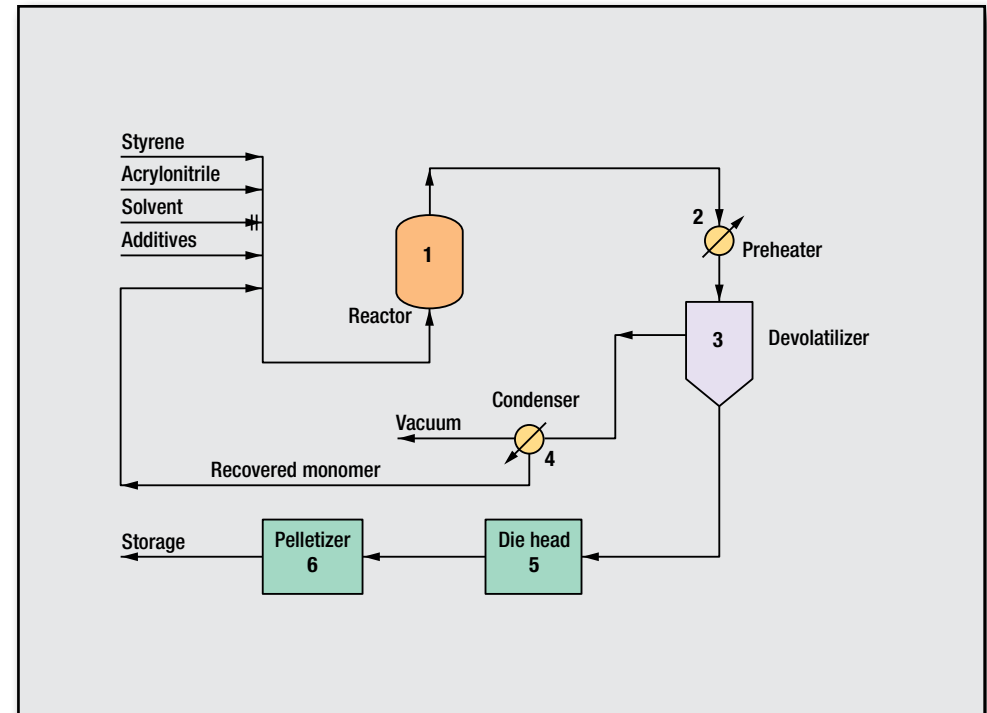 Styrene
Acrylonitrile
Solvent
Additives
1
Reactor
2
Preheater
3
Devolatilizer
Condenser
Vacuum
4
Recovered monomer
Storage
Pelletizer
6
Die head
5